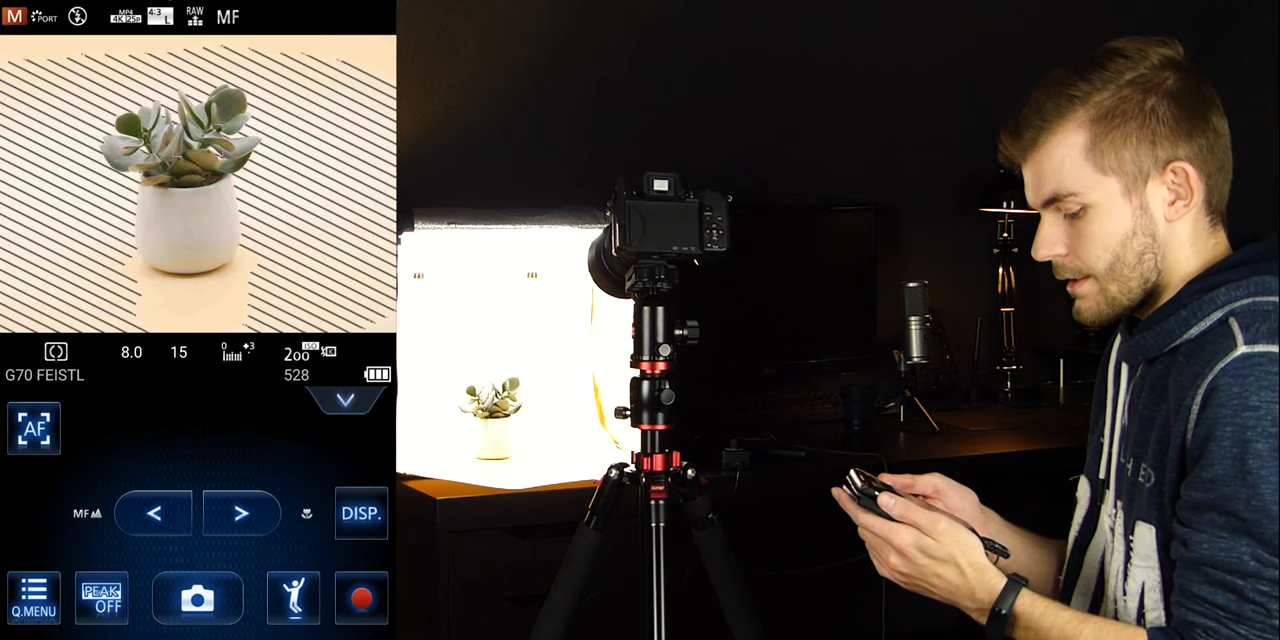 M PORT MP4 4K 25p 4:3 L RAW MF
8.0 15 0 +3 200 ISO
G70 FEISTL 528
AF
MF < > DISP.
Q.MENU PEAK OFF